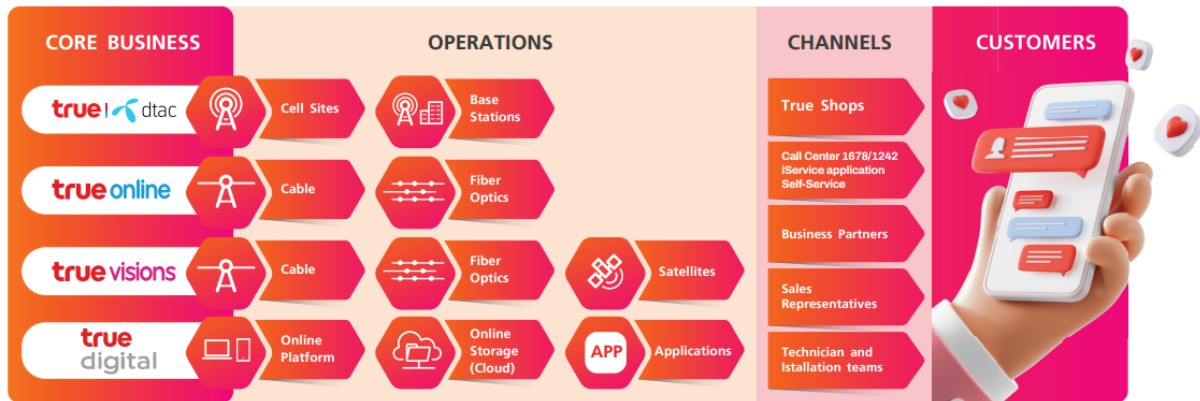 CORE BUSINESS
OPERATIONS
CHANNELS
CUSTOMERS
true | dtac
Cell Sites
Base
Stations
true online
Cable
Fiber
Optics
true visions
Cable
Fiber
Optics
Satellites
true
digital
Online
Platform
Online
Storage
(Cloud)
APP
Applications
True Shops
Call Center 1678/1242
iService application
Self-Service
Business Partners
Sales
Representatives
Technician and
Istallation teams